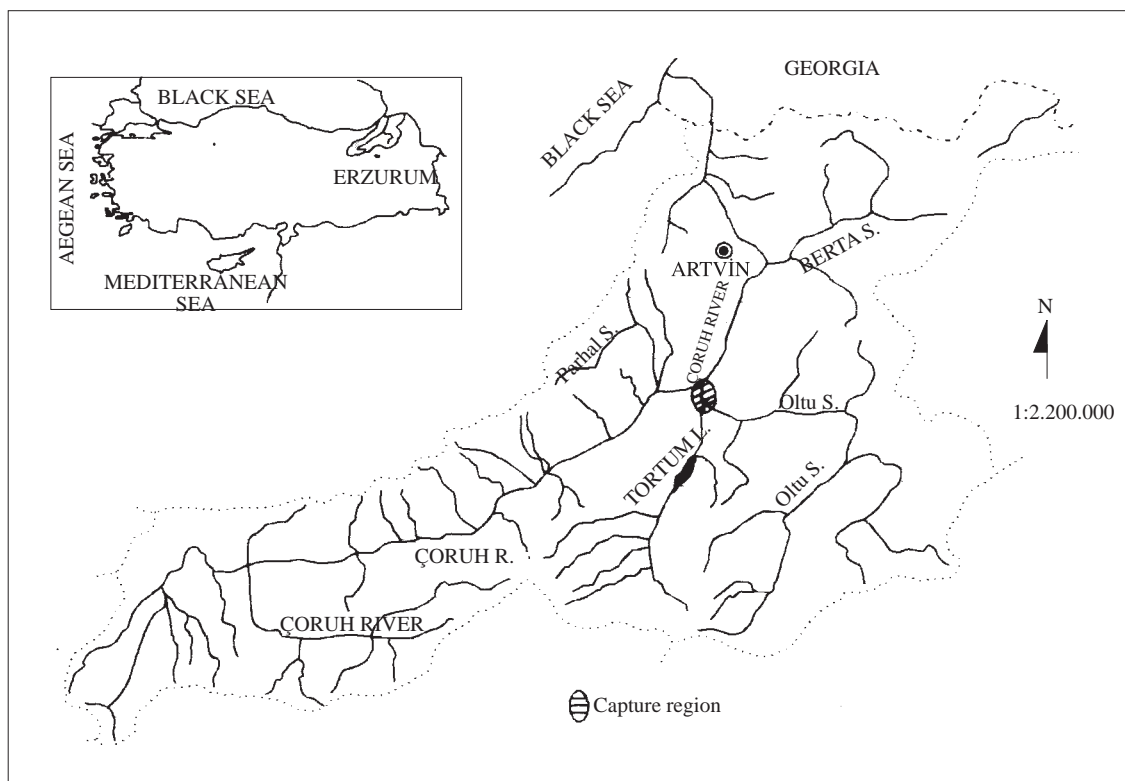 BLACK SEA
AEGEAN SEA
ERZURUM
MEDITERRANEAN
SEA
GEORGIA
BLACK SEA
BERTA S.
ARTVİN
ÇORUH RIVER
Parhal S.
N
1:2.200.000
Oltu S.
TORTUM L.
Oltu S.
ÇORUH R.
ÇORUH RIVER
Capture region